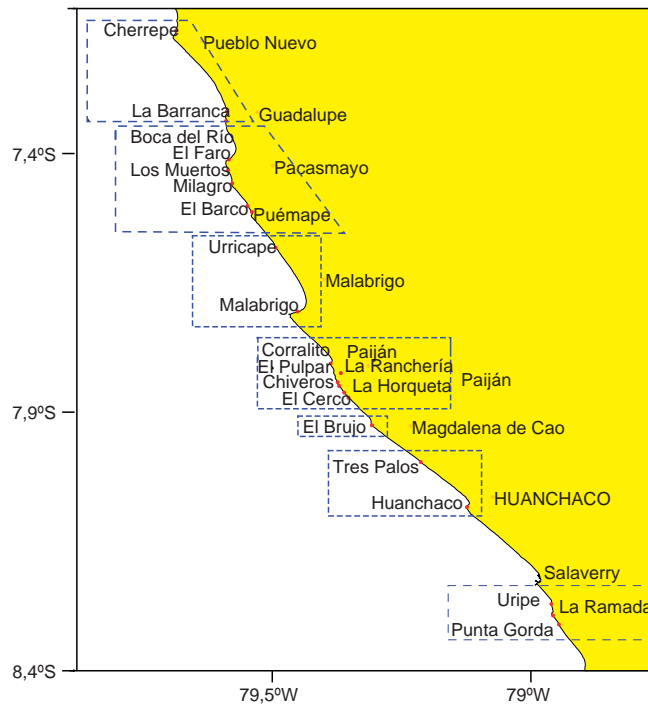 Cherrepe
Pueblo Nuevo
La Barranca
Guadalupe
Boca del Río
7,4ºS
El Faro
Los Muertos
Pacasmayo
Milagro
El Barco
Puémape
Urricape
Malabrigo
Malabrigo
Corralito
Paiján
El Pulpar
La Ranchería
Chiveros
La Horqueta
Paiján
El Cerco
7,9ºS
El Brujo
Magdalena de Cao
Tres Palos
Huanchaco
HUANCHACO
Salaverry
Uripe
La Ramada
Punta Gorda
8,4ºS
79,5ºW
79ºW